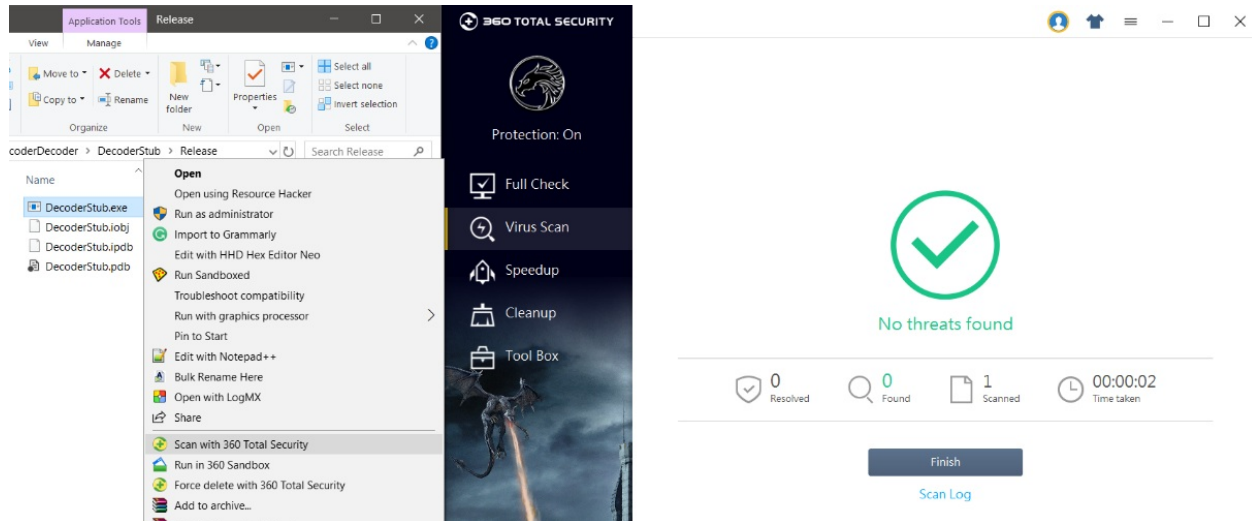 Application Tools
Release
View
Manage
Move to
Delete
Copy to
Rename
New
folder
Properties
Select all
Select none
Invert selection
Organize
New
Open
Select
coderDecoder > DecoderStub > Release
Search Release
Name
DecoderStub.exe
DecoderStub.iobj
DecoderStub.ipdb
DecoderStub.pdb
Open
Open using Resource Hacker
Run as administrator
Import to Grammarly
Edit with HHD Hex Editor Neo
Run Sandboxed
Troubleshoot compatibility
Run with graphics processor
Pin to Start
Edit with Notepad++
Bulk Rename Here
Open with LogMX
Share
Scan with 360 Total Security
Run in 360 Sandbox
Force delete with 360 Total Security
Add to archive...
360 TOTAL SECURITY
Protection: On
Full Check
Virus Scan
Speedup
Cleanup
Tool Box
No threats found
0
Resolved
0
Found
1
Scanned
00:00:02
Time taken
Finish
Scan Log